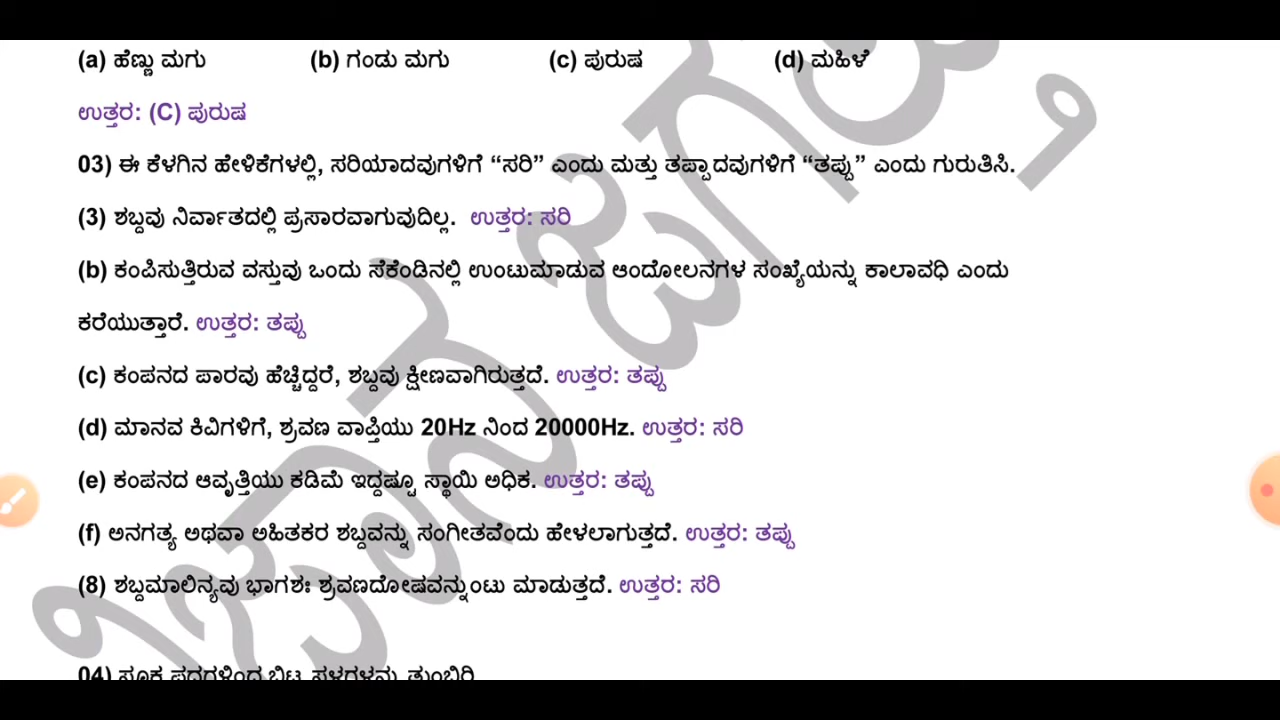 (a) ಹೆಣ್ಣು ಮಗು (b) ಗಂಡು ಮಗು (c) ಪುರುಷ (d) ಮಹಿಳೆ
ಉತ್ತರ: (C) ಪುರುಷ
03) ಈ ಕೆಳಗಿನ ಹೇಳಿಕೆಗಳಲ್ಲಿ, ಸರಿಯಾದವುಗಳಿಗೆ “ಸರಿ” ಎಂದು ಮತ್ತು ತಪ್ಪಾದವುಗಳಿಗೆ “ತಪ್ಪು” ಎಂದು ಗುರುತಿಸಿ.
(3) ಶಬ್ದವು ನಿರ್ವಾತದಲ್ಲಿ ಪ್ರಸಾರವಾಗುವುದಿಲ್ಲ. ಉತ್ತರ: ಸರಿ
(b) ಕಂಪಿಸುತ್ತಿರುವ ವಸ್ತುವು ಒಂದು ಸೆಕೆಂಡಿನಲ್ಲಿ ಉಂಟುಮಾಡುವ ಆಂದೋಲನಗಳ ಸಂಖ್ಯೆಯನ್ನು ಕಾಲಾವಧಿ ಎಂದು
ಕರೆಯುತ್ತಾರೆ. ಉತ್ತರ: ತಪ್ಪು
(c) ಕಂಪನದ ಪಾರವು ಹೆಚ್ಚಿದ್ದರೆ, ಶಬ್ದವು ಕ್ಷೀಣವಾಗಿರುತ್ತದೆ. ಉತ್ತರ: ತಪ್ಪು
(d) ಮಾನವ ಕಿವಿಗಳಿಗೆ, ಶ್ರವಣ ವಾಪ್ತಿಯು 20Hz ನಿಂದ 20000Hz. ಉತ್ತರ: ಸರಿ
(e) ಕಂಪನದ ಆವೃತ್ತಿಯು ಕಡಿಮೆ ಇದ್ದಷ್ಟೂ ಸ್ಥಾಯಿ ಅಧಿಕ. ಉತ್ತರ: ತಪ್ಪು
(f) ಅನಗತ್ಯ ಅಥವಾ ಅಹಿತಕರ ಶಬ್ದವನ್ನು ಸಂಗೀತವೆಂದು ಹೇಳಲಾಗುತ್ತದೆ. ಉತ್ತರ: ತಪ್ಪು
(8) ಶಬ್ದಮಾಲಿನ್ಯವು ಭಾಗಶಃ ಶ್ರವಣದೋಷವನ್ನುಂಟು ಮಾಡುತ್ತದೆ. ಉತ್ತರ: ಸರಿ
04) ಸೂಕ್ತ ಪದಗಳಿಂದ ಬಿಟ್ಟ ಸ್ಥಳಗಳನ್ನು ತುಂಬಿರಿ